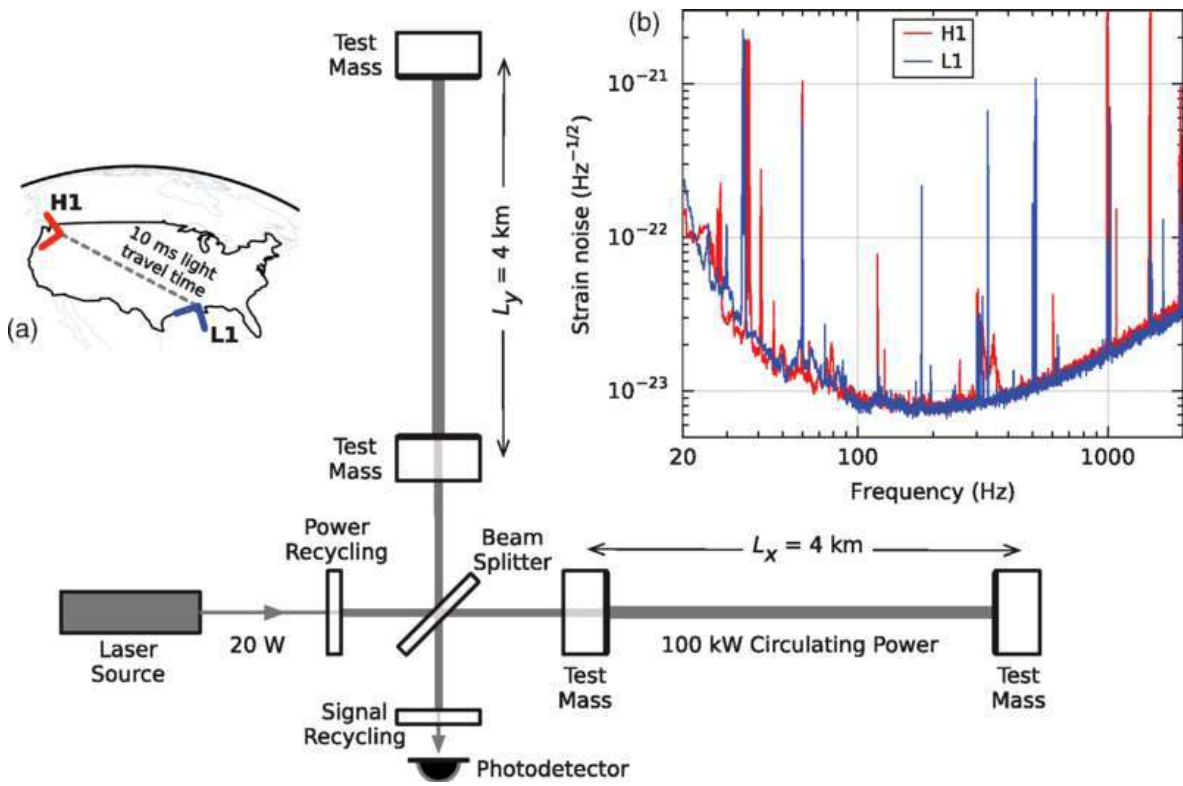 (a)
H1
10 ms light
travel time
L1
Test
Mass
L_y = 4 km
Test
Mass
Power
Recycling
Beam
Splitter
L_x = 4 km
Laser
Source
20 W
100 kW Circulating Power
Test
Mass
Test
Mass
Signal
Recycling
Photodetector
(b)
H1
L1
Strain noise (Hz^{-1/2})
10^{-21}
10^{-22}
10^{-23}
20
100
1000
Frequency (Hz)